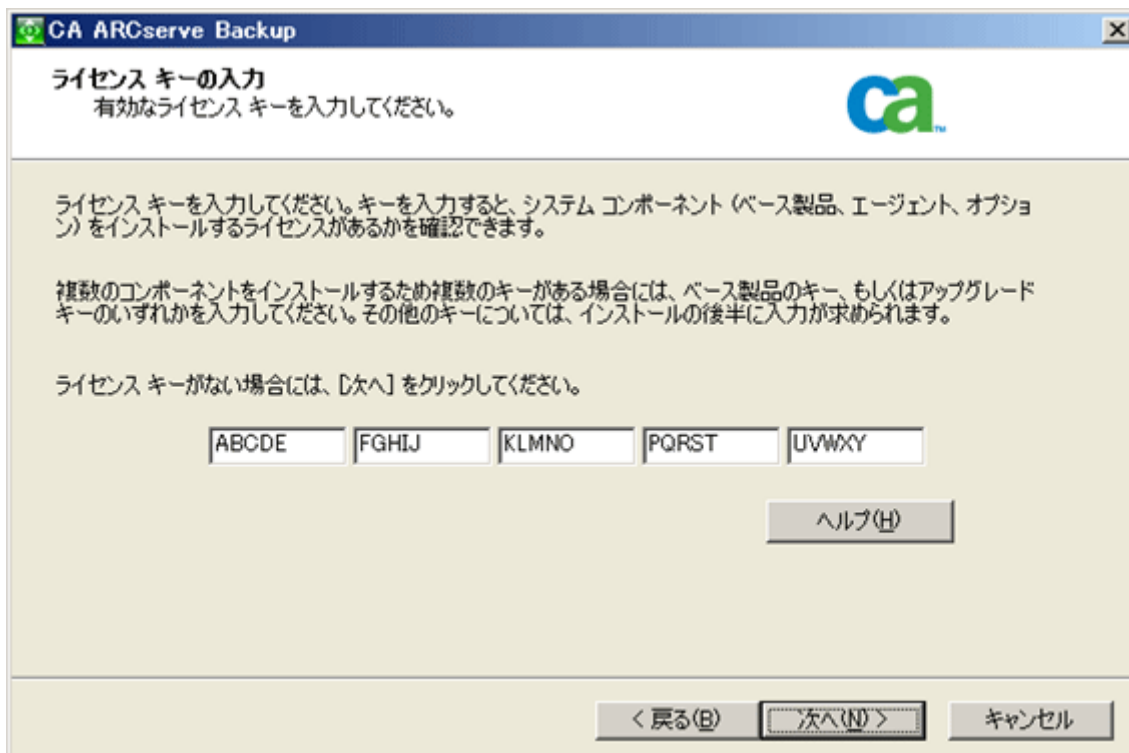 CA ARCserve Backup
ライセンス キーの入力
有効なライセンス キーを入力してください。
ca
ライセンス キーを入力してください。キーを入力すると、システム コンポーネント (ベース製品、エージェント、オプショ
ン) をインストールするライセンスがあるかを確認できます。
複数のコンポーネントをインストールするため複数のキーがある場合には、ベース製品のキー、もしくはアップグレード
キーのいずれかを入力してください。その他のキーについては、インストールの後半に入力が求められます。
ライセンス キーがない場合には、[次へ] をクリックしてください。
ABCDE FGHIJ KLMNO PQRST UVWXY
ヘルプ(H)
< 戻る(B) 次へ(N) > キャンセル